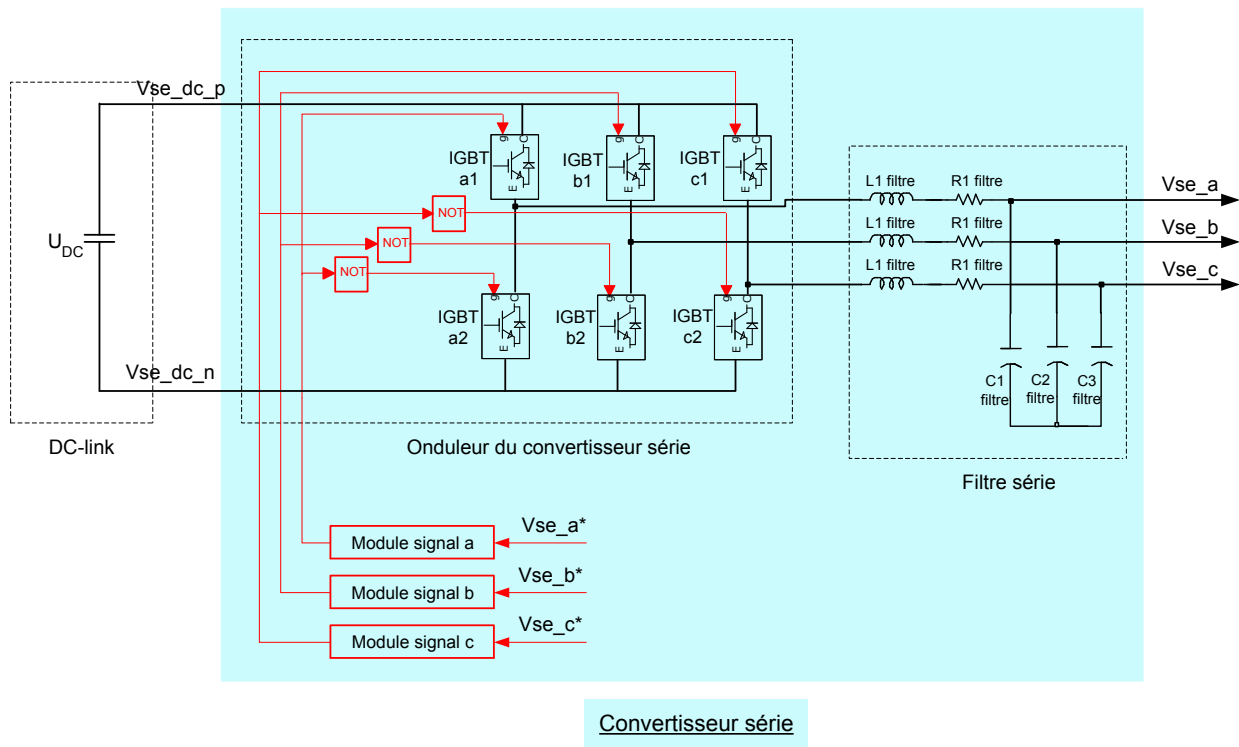 Vse_dc_p
IGBT
a1
g
C
E
IGBT
b1
g
C
E
IGBT
c1
g
C
E
L1 filtre
R1 filtre
Vse_a
NOT
L1 filtre
R1 filtre
Vse_b
NOT
L1 filtre
R1 filtre
Vse_c
NOT
UDC
IGBT
a2
g
C
E
IGBT
b2
g
C
E
IGBT
c2
g
C
E
Vse_dc_n
C1
filtre
C2
filtre
C3
filtre
DC-link
Onduleur du convertisseur série
Filtre série
Module signal a
Vse_a*
Module signal b
Vse_b*
Module signal c
Vse_c*
Convertisseur série